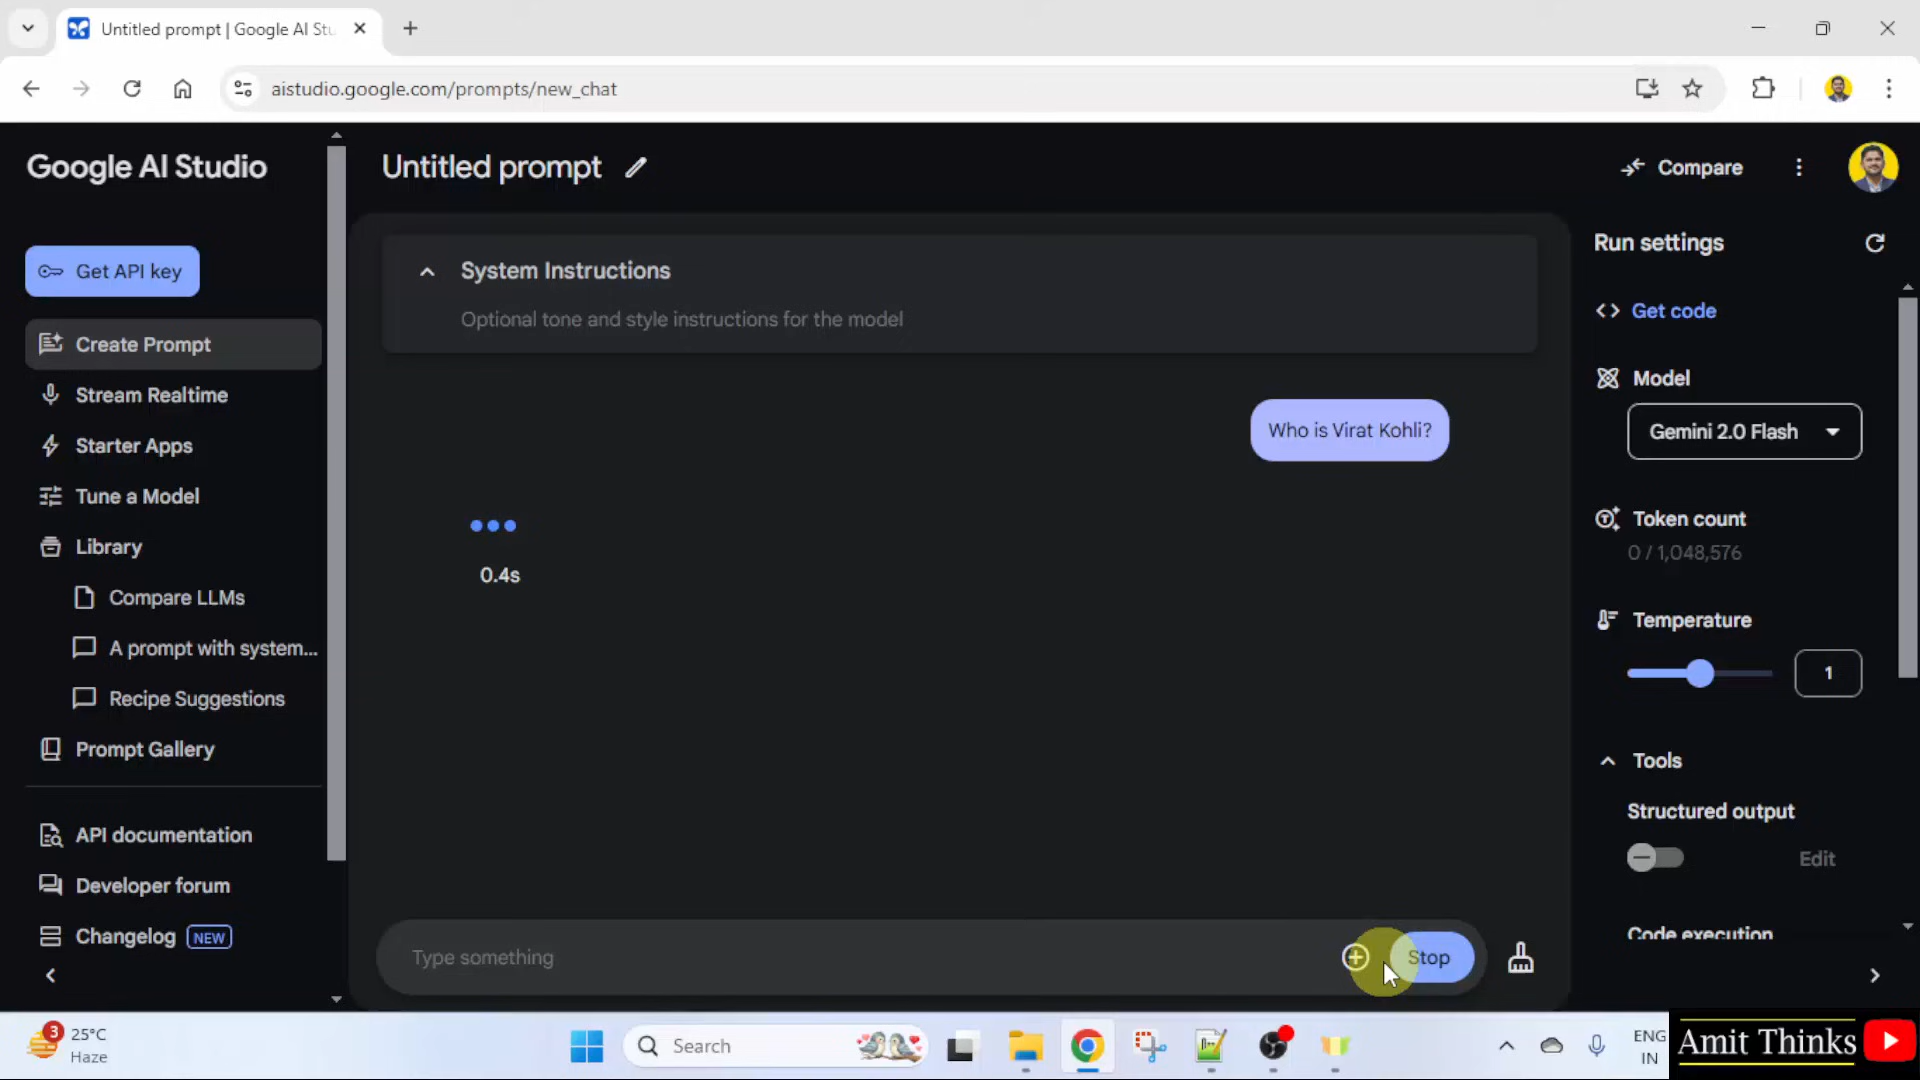 Untitled prompt | Google AI Stu
aistudio.google.com/prompts/new_chat
Google AI Studio
Untitled prompt
Compare
Get API key
Create Prompt
Stream Realtime
Starter Apps
Tune a Model
Library
Compare LLMs
A prompt with system...
Recipe Suggestions
Prompt Gallery
API documentation
Developer forum
Changelog NEW
System Instructions
Optional tone and style instructions for the model
Who is Virat Kohli?
0.4s
Type something
Stop
Run settings
Get code
Model
Gemini 2.0 Flash
Token count
0 / 1,048,576
Temperature
1
Tools
Structured output
Edit
Code execution
3
25°C
Haze
Search
ENG
IN
Amit Thinks